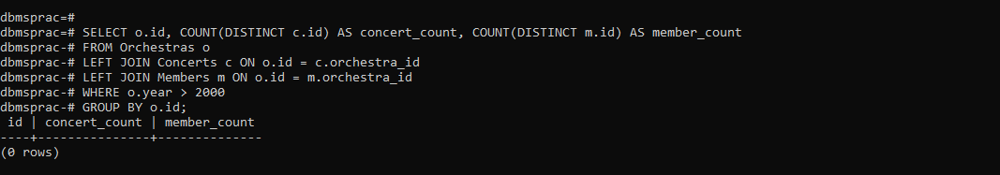 dbmsprac=#
dbmsprac=# SELECT o.id, COUNT(DISTINCT c.id) AS concert_count, COUNT(DISTINCT m.id) AS member_count
dbmsprac-# FROM Orchestras o
dbmsprac-# LEFT JOIN Concerts c ON o.id = c.orchestra_id
dbmsprac-# LEFT JOIN Members m ON o.id = m.orchestra_id
dbmsprac-# WHERE o.year > 2000
dbmsprac-# GROUP BY o.id;
 id | concert_count | member_count
----+---------------+--------------
(0 rows)